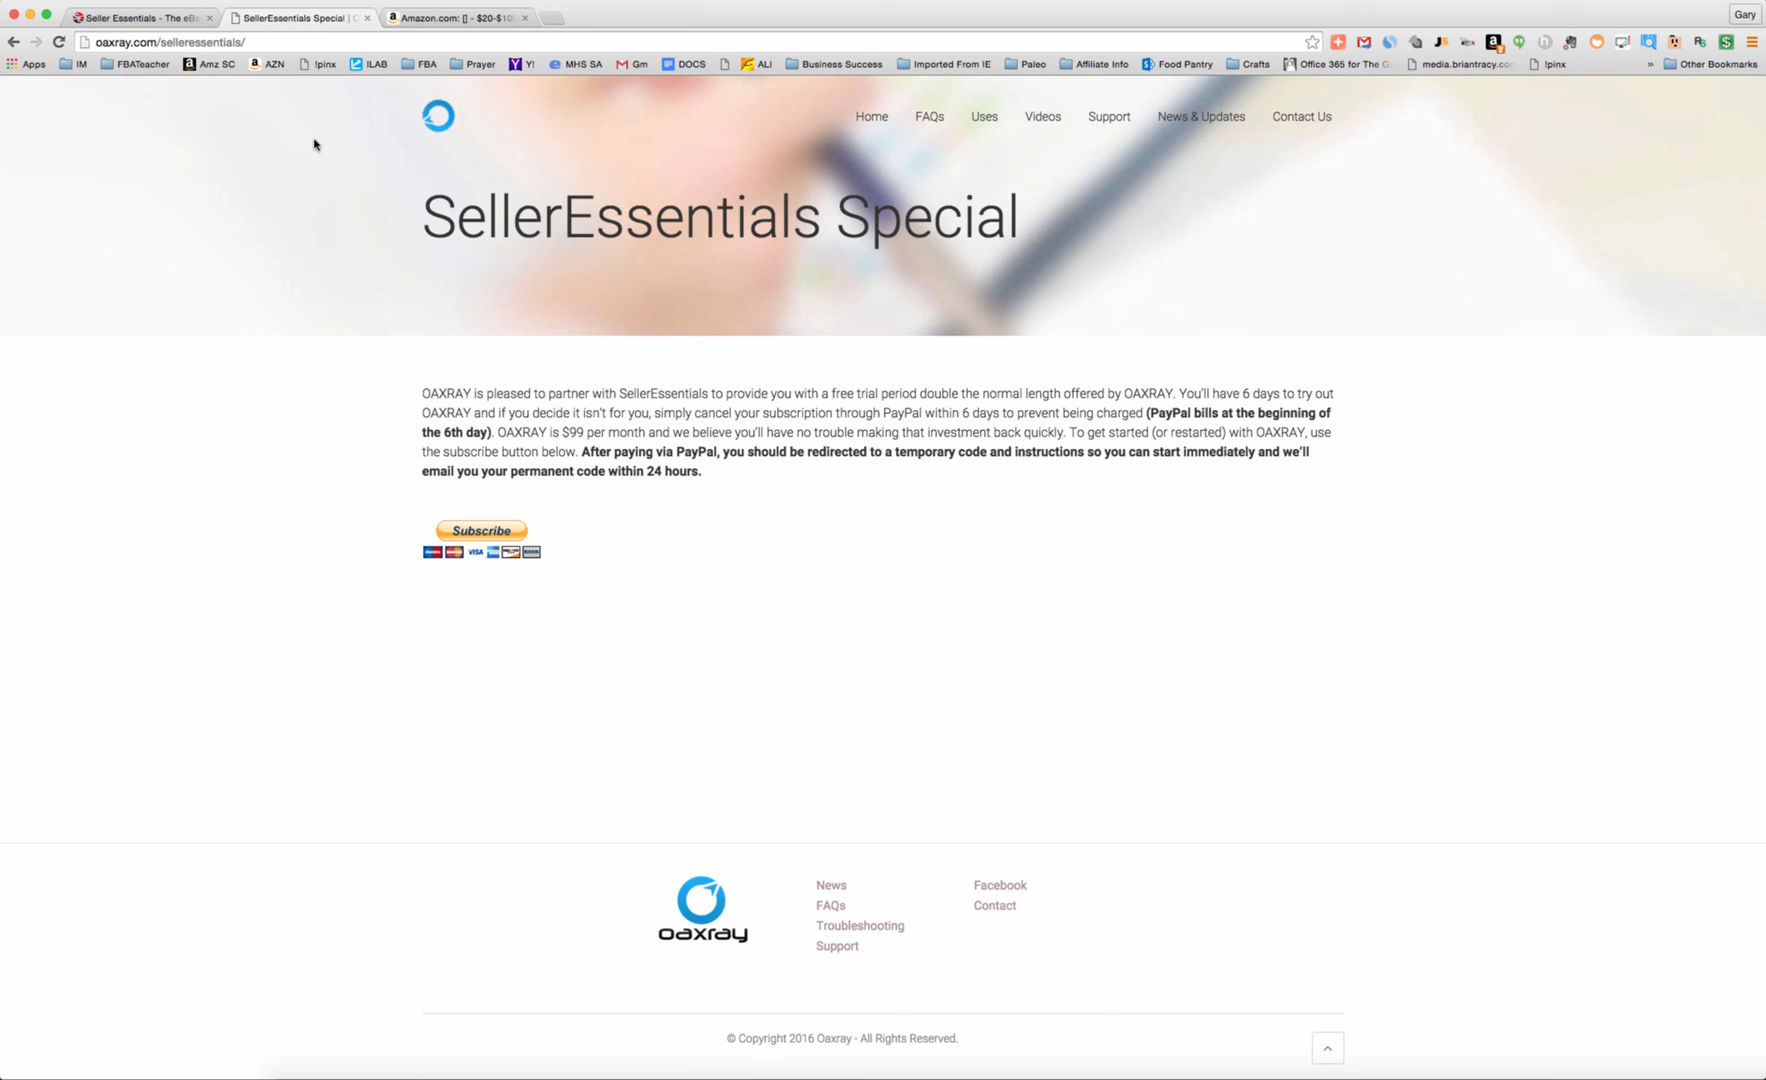 Seller Essentials - The eBa
SellerEssentials Special | O
Amazon.com: [] - $20-$10
Gary
oaxray.com/selleressentials/
Apps IM FBATeacher Amz SC AZN !pinx ILAB FBA Prayer Y! MHS SA Gm DOCS ALI Business Success Imported From IE Paleo Affiliate Info Food Pantry Crafts Office 365 for The G media.briantracy.co !pinx » Other Bookmarks
Home FAQs Uses Videos Support News & Updates Contact Us
SellerEssentials Special
OAXRAY is pleased to partner with SellerEssentials to provide you with a free trial period double the normal length offered by OAXRAY. You'll have 6 days to try out
OAXRAY and if you decide it isn't for you, simply cancel your subscription through PayPal within 6 days to prevent being charged (PayPal bills at the beginning of
the 6th day). OAXRAY is $99 per month and we believe you'll have no trouble making that investment back quickly. To get started (or restarted) with OAXRAY, use
the subscribe button below. After paying via PayPal, you should be redirected to a temporary code and instructions so you can start immediately and we'll
email you your permanent code within 24 hours.
Subscribe
VISA BANK
News
FAQs
Troubleshooting
Support
Facebook
Contact
oaxray
© Copyright 2016 Oaxray - All Rights Reserved.